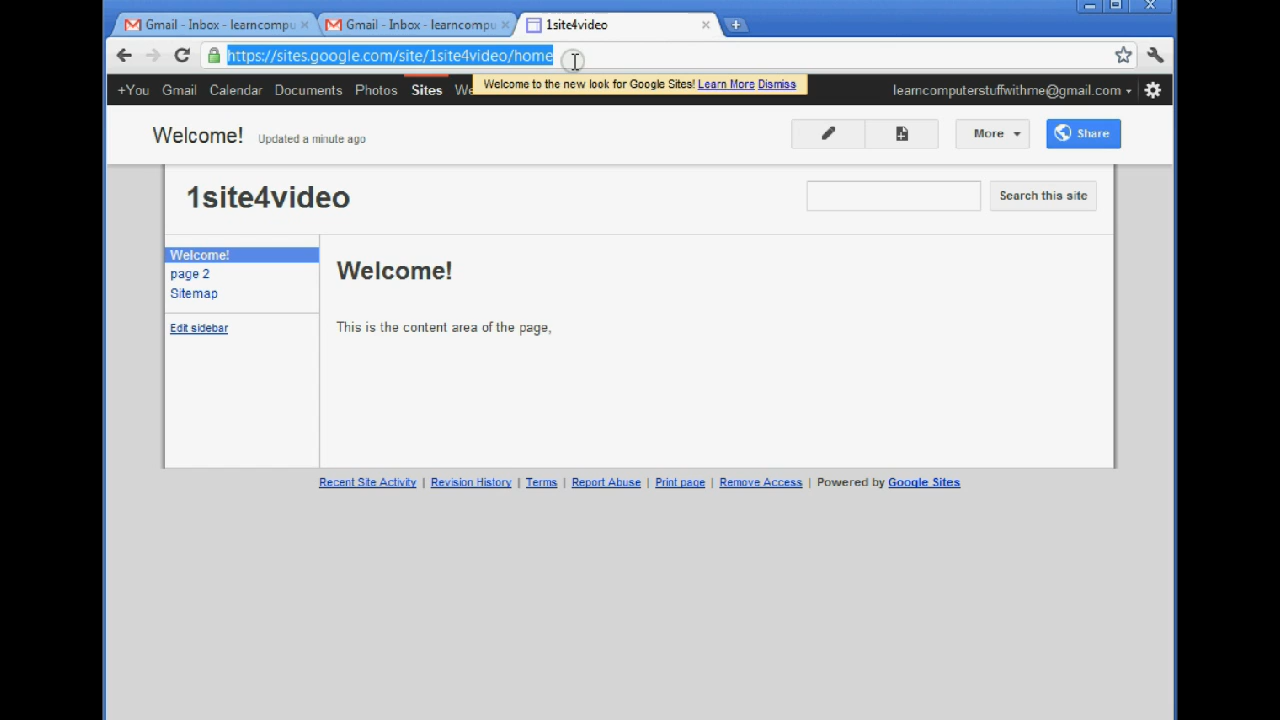 Gmail - Inbox - learncompu
Gmail - Inbox - learncompu
1site4video
https://sites.google.com/site/1site4video/home
Welcome to the new look for Google Sites! Learn More Dismiss
+You Gmail Calendar Documents Photos Sites We
learncomputerstuffwithme@gmail.com
Welcome! Updated a minute ago
More
Share
1site4video
Search this site
Welcome!
page 2
Sitemap
Edit sidebar
Welcome!
This is the content area of the page,
Recent Site Activity | Revision History | Terms | Report Abuse | Print page | Remove Access | Powered by Google Sites